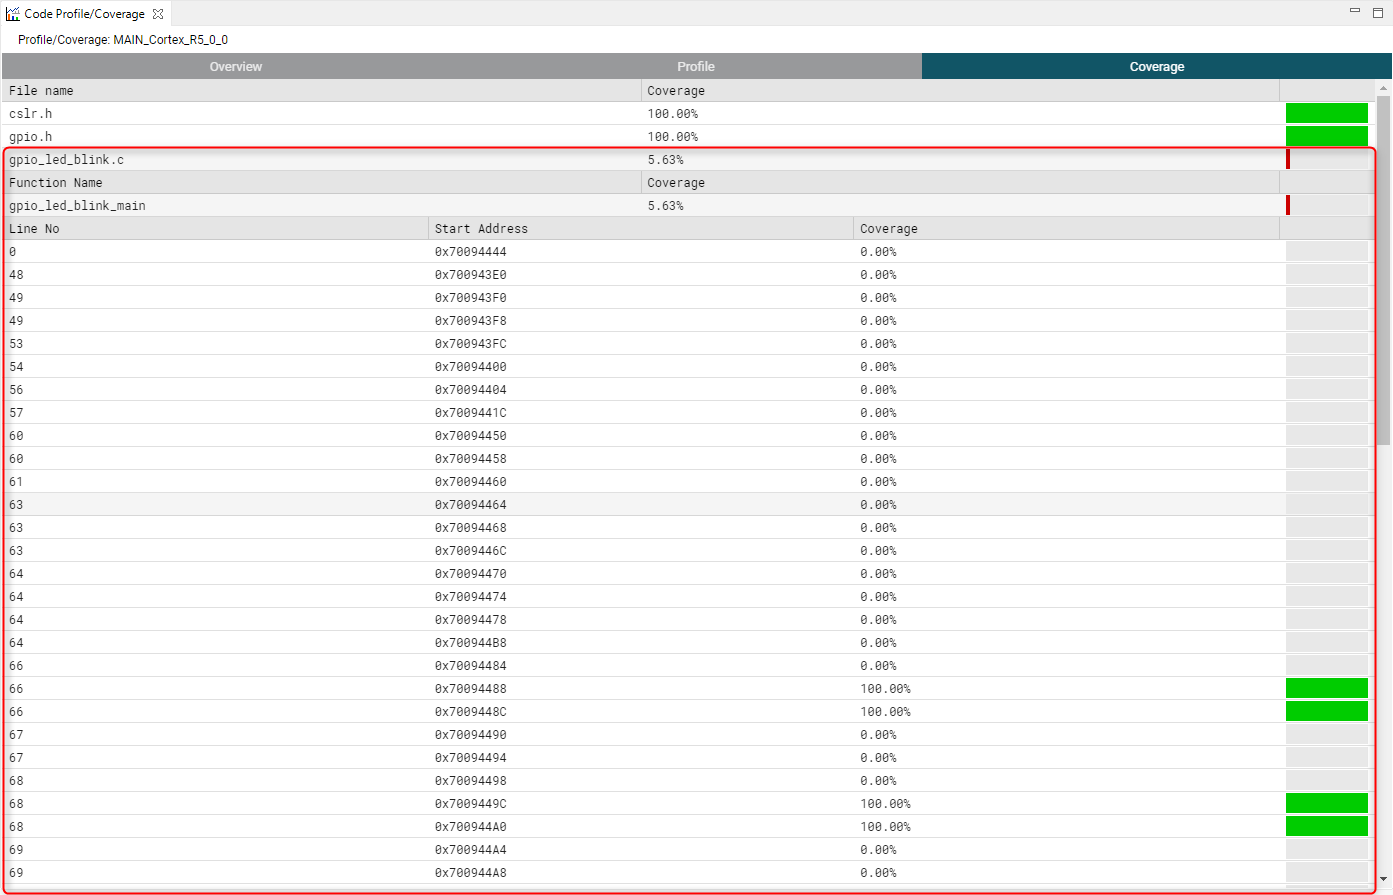 Code Profile/Coverage
Profile/Coverage: MAIN_Cortex_R5_0_0
Overview Profile Coverage
File name Coverage
cslr.h 100.00%
gpio.h 100.00%
gpio_led_blink.c 5.63%
Function Name Coverage
gpio_led_blink_main 5.63%
Line No Start Address Coverage
0 0x70094444 0.00%
48 0x700943E0 0.00%
49 0x700943F0 0.00%
49 0x700943F8 0.00%
53 0x700943FC 0.00%
54 0x70094400 0.00%
56 0x70094404 0.00%
57 0x7009441C 0.00%
60 0x70094450 0.00%
60 0x70094458 0.00%
61 0x70094460 0.00%
63 0x70094464 0.00%
63 0x70094468 0.00%
63 0x7009446C 0.00%
64 0x70094470 0.00%
64 0x70094474 0.00%
64 0x70094478 0.00%
64 0x700944B8 0.00%
66 0x70094484 0.00%
66 0x70094488 100.00%
66 0x7009448C 100.00%
67 0x70094490 0.00%
67 0x70094494 0.00%
68 0x70094498 0.00%
68 0x7009449C 100.00%
68 0x700944A0 100.00%
69 0x700944A4 0.00%
69 0x700944A8 0.00%